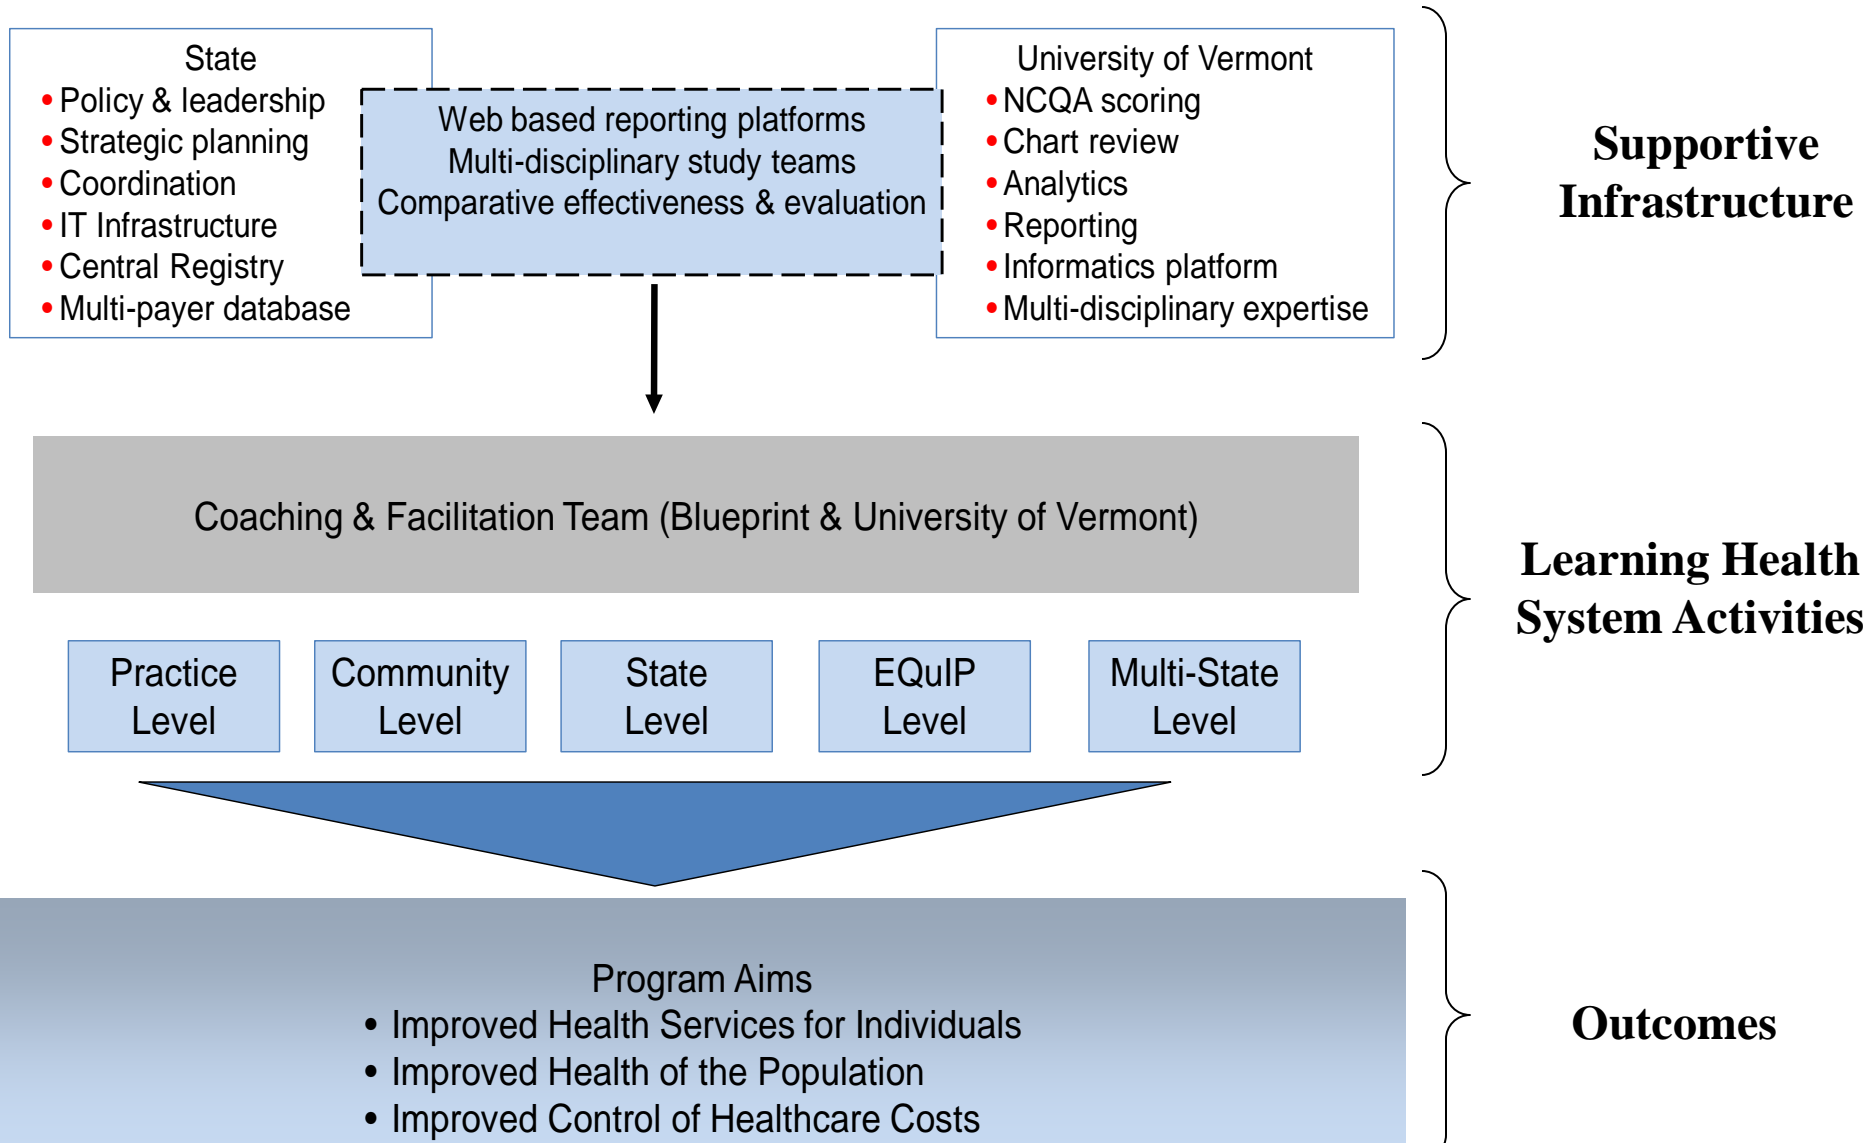 State
• Policy & leadership
• Strategic planning
• Coordination
• IT Infrastructure
• Central Registry
• Multi-payer database
Web based reporting platforms
Multi-disciplinary study teams
Comparative effectiveness & evaluation
University of Vermont
• NCQA scoring
• Chart review
• Analytics
• Reporting
• Informatics platform
• Multi-disciplinary expertise
Supportive
Infrastructure
Coaching & Facilitation Team (Blueprint & University of Vermont)
Practice
Level
Community
Level
State
Level
EQuIP
Level
Multi-State
Level
Learning Health
System Activities
Program Aims
• Improved Health Services for Individuals
• Improved Health of the Population
• Improved Control of Healthcare Costs
Outcomes